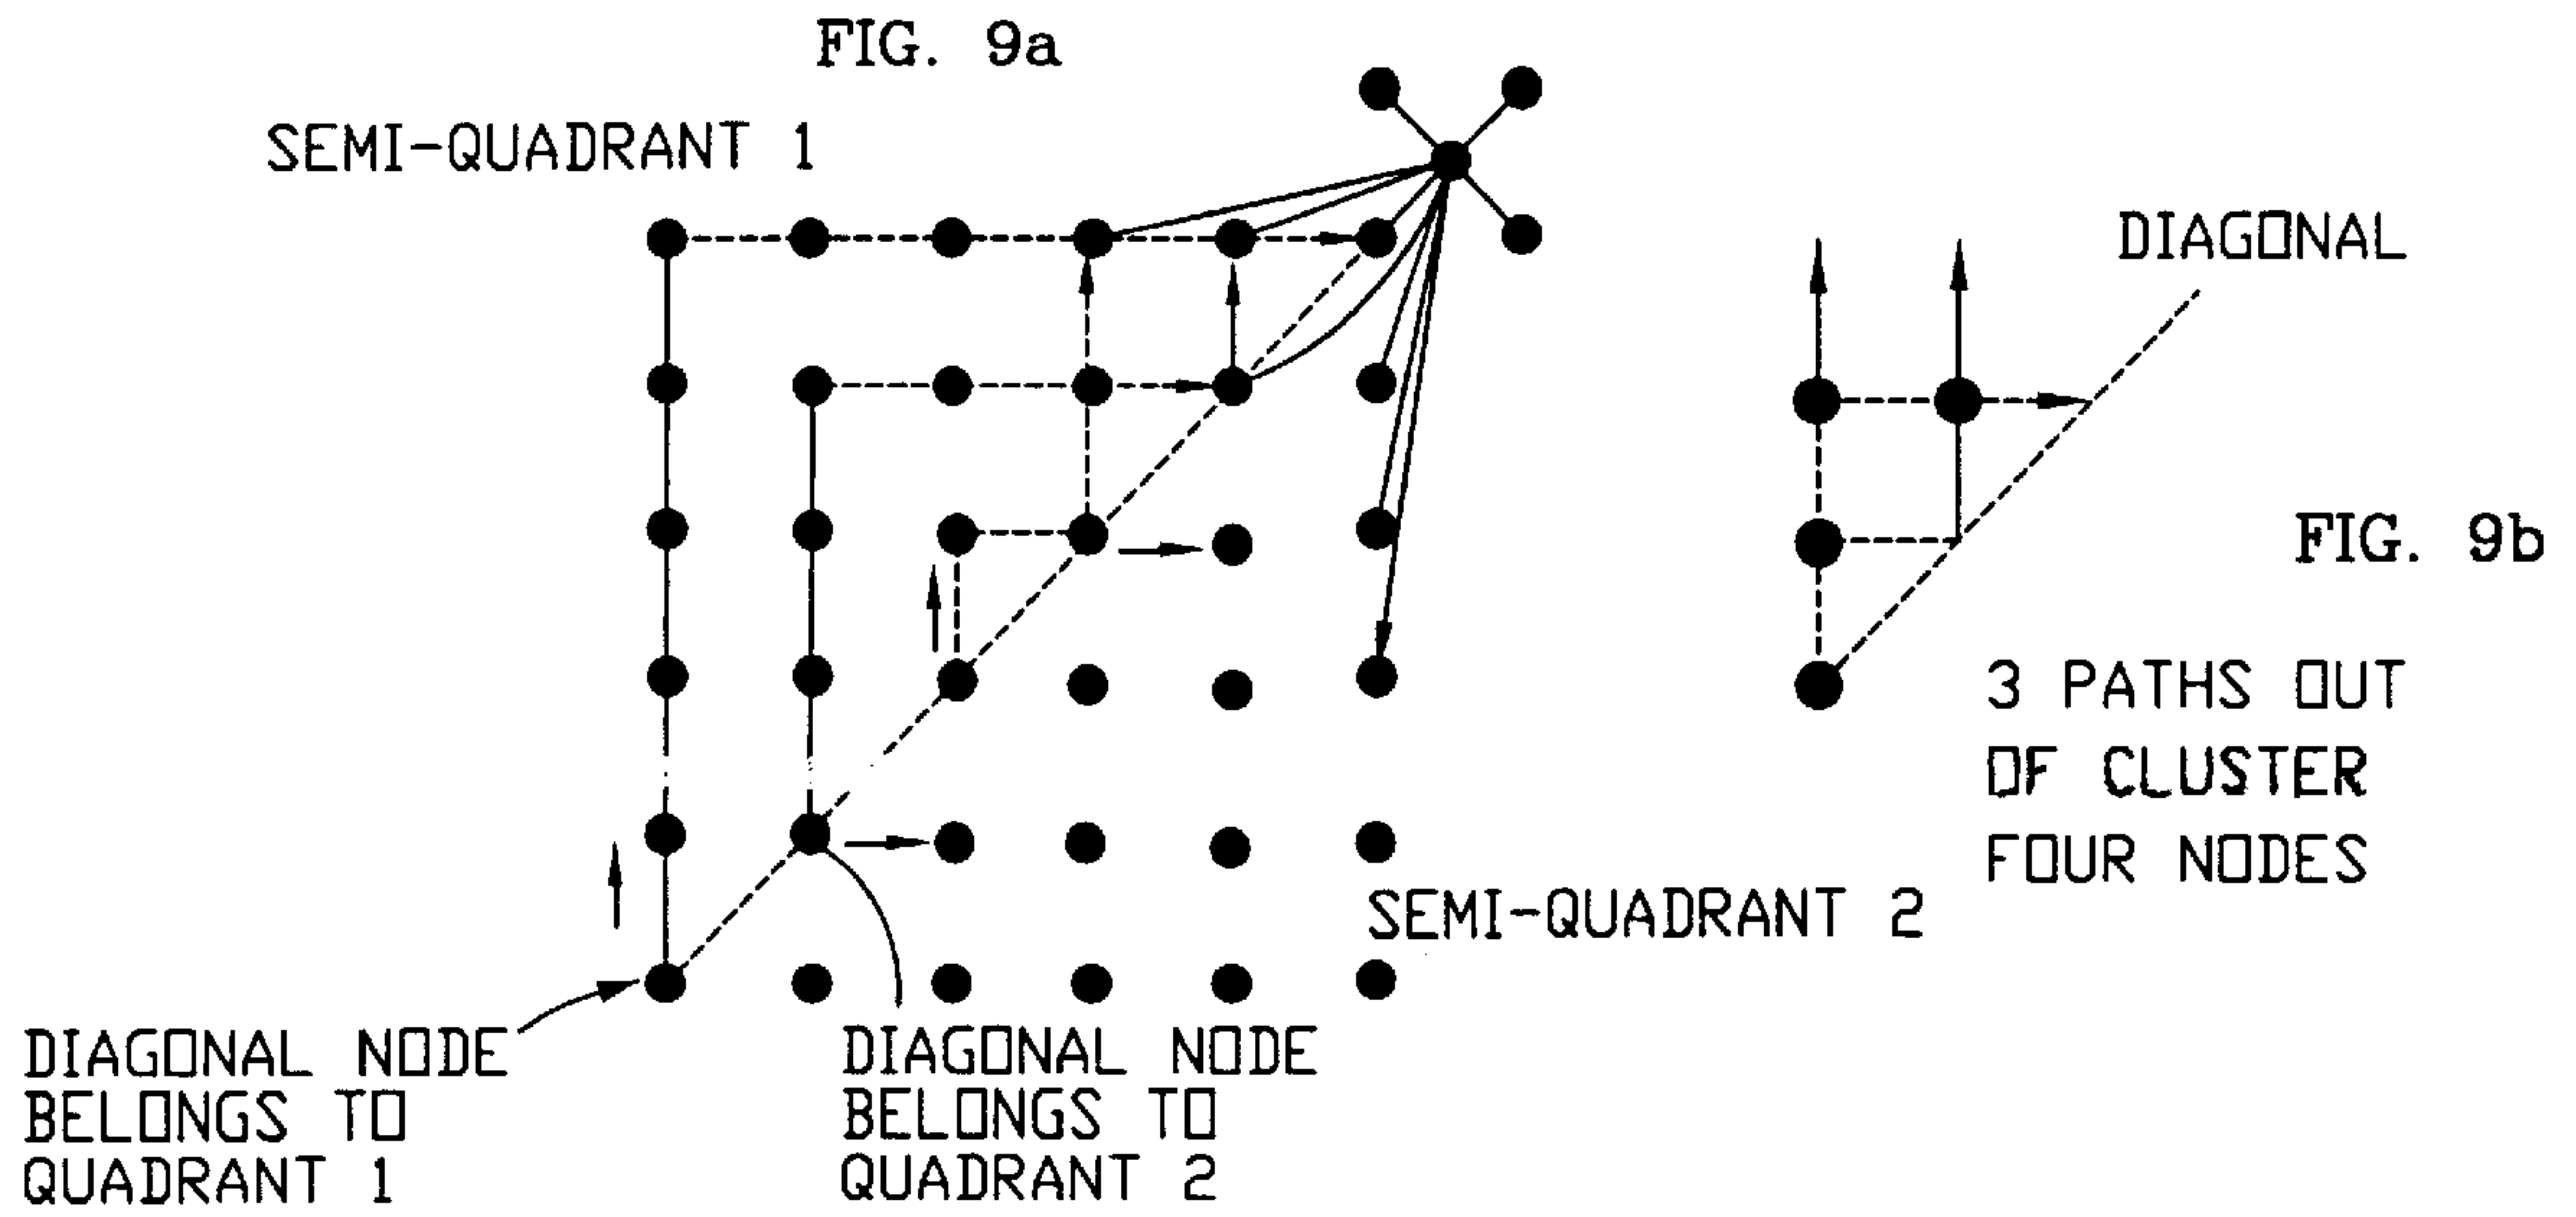 FIG. 9a
SEMI-QUADRANT 1
DIAGONAL
FIG. 9b
3 PATHS OUT
OF CLUSTER
FOUR NODES
SEMI-QUADRANT 2
DIAGONAL NODE
BELONGS TO
QUADRANT 1
DIAGONAL NODE
BELONGS TO
QUADRANT 2